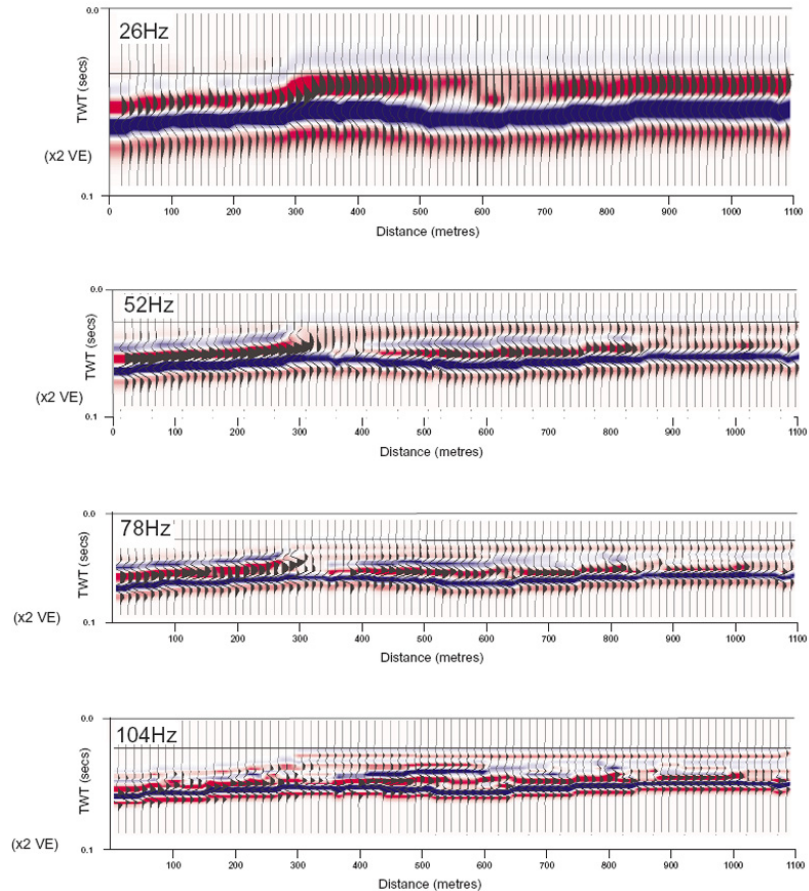 26Hz
0.0
TWT (secs)
(x2 VE)
0.1
0 100 200 300 400 500 600 700 800 900 1000 1100
Distance (metres)
52Hz
0.0
TWT (secs)
(x2 VE)
0.1
0 100 200 300 400 500 600 700 800 900 1000 1100
Distance (metres)
78Hz
0.0
TWT (secs)
(x2 VE)
0.1
100 200 300 400 500 600 700 800 900 1000 1100
Distance (metres)
104Hz
0.0
TWT (secs)
(x2 VE)
0.1
100 200 300 400 500 600 700 800 900 1000 1100
Distance (metres)